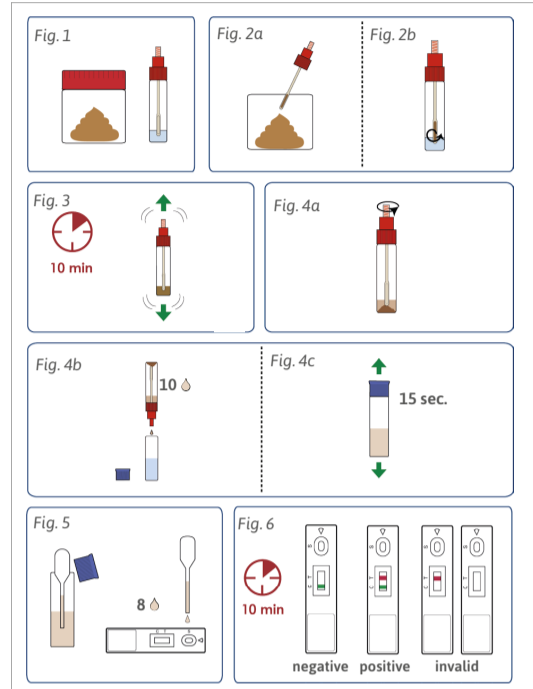 Fig. 1
Fig. 2a
Fig. 2b
Fig. 3
10 min
Fig. 4a
Fig. 4b
10
Fig. 4c
15 sec.
Fig. 5
8
Fig. 6
10 min
S
S
S
S
T
C
T
C
T
C
T
C
negative
positive
invalid